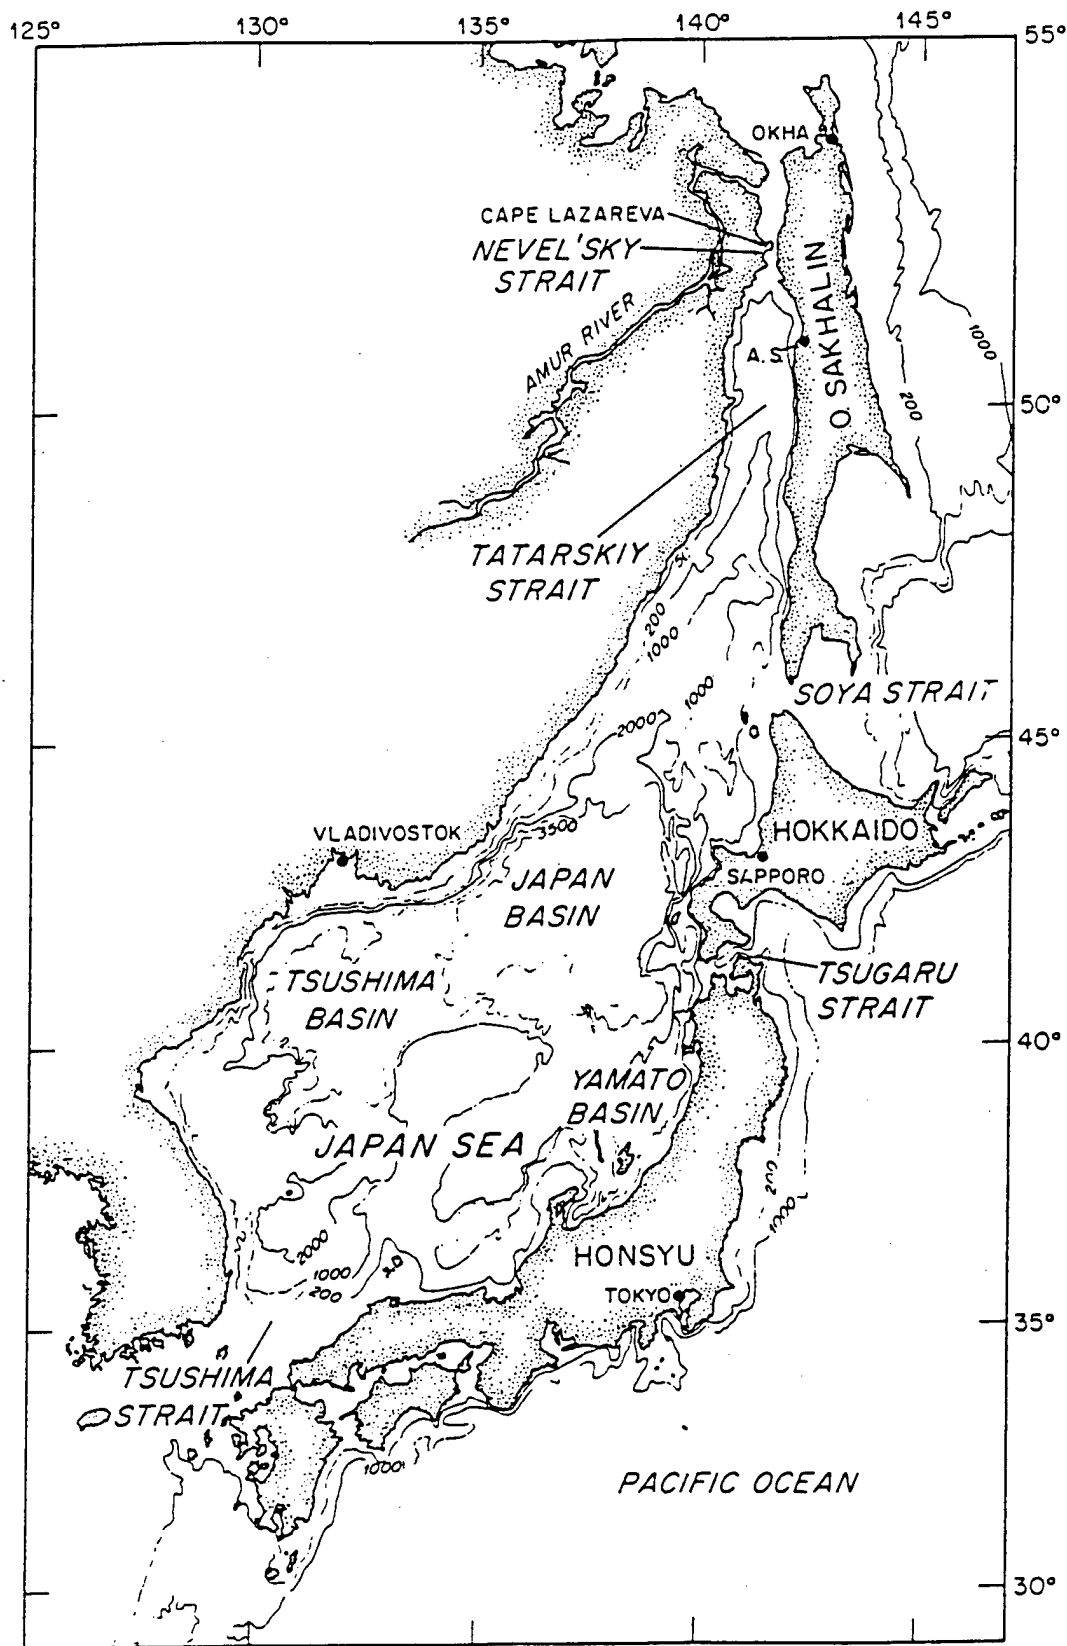 125° 130° 135° 140° 145° 55°
OKHA
CAPE LAZAREVA
NEVEL'SKY
STRAIT
AMUR RIVER
A.S.
O. SAKHALIN
1000
200
50°
TATARSKIY
STRAIT
200
1000
1000
2000
SOYA STRAIT
45°
VLADIVOSTOK
3500
HOKKAIDO
SAPPORO
JAPAN
BASIN
TSUSHIMA
BASIN
TSUGARU
STRAIT
40°
YAMATO
BASIN
JAPAN SEA
200
1000
2000
1000
200
HONSYU
TOKYO
35°
TSUSHIMA
STRAIT
1000
PACIFIC OCEAN
30°